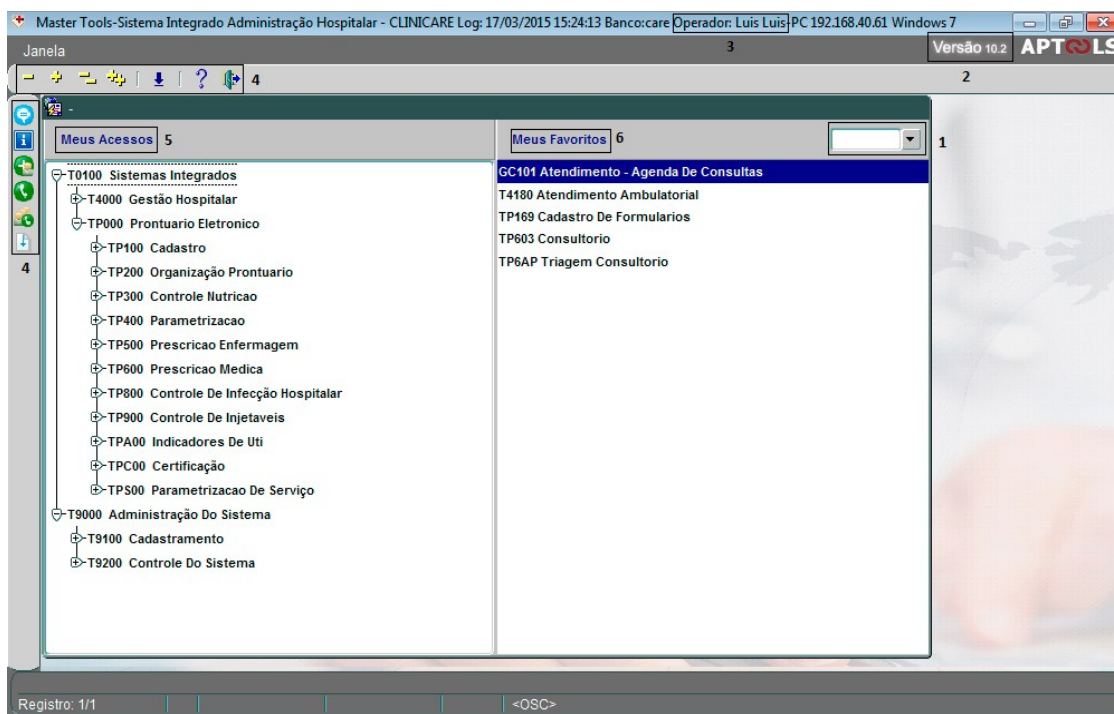 Master Tools-Sistema Integrado Administração Hospitalar - CLINICARE Log: 17/03/2015 15:24:13 Banco:care Operador: Luis Luis-PC 192.168.40.61 Windows 7
Janela
3
Versão 10.2 APTOOLS
4
2
-
Meus Acessos 5
Meus Favoritos 6
1
T0100 Sistemas Integrados
T4000 Gestão Hospitalar
TP000 Prontuario Eletronico
TP100 Cadastro
TP200 Organização Prontuario
TP300 Controle Nutricao
TP400 Parametrizacao
TP500 Prescricao Enfermagem
TP600 Prescricao Medica
TP800 Controle De Infecção Hospitalar
TP900 Controle De Injetaveis
TPA00 Indicadores De Uti
TPC00 Certificação
TPS00 Parametrizacao De Serviço
T9000 Administração Do Sistema
T9100 Cadastramento
T9200 Controle Do Sistema
GC101 Atendimento - Agenda De Consultas
T4180 Atendimento Ambulatorial
TP169 Cadastro De Formularios
TP603 Consultorio
TP6AP Triagem Consultorio
4
Registro: 1/1
<OSC>